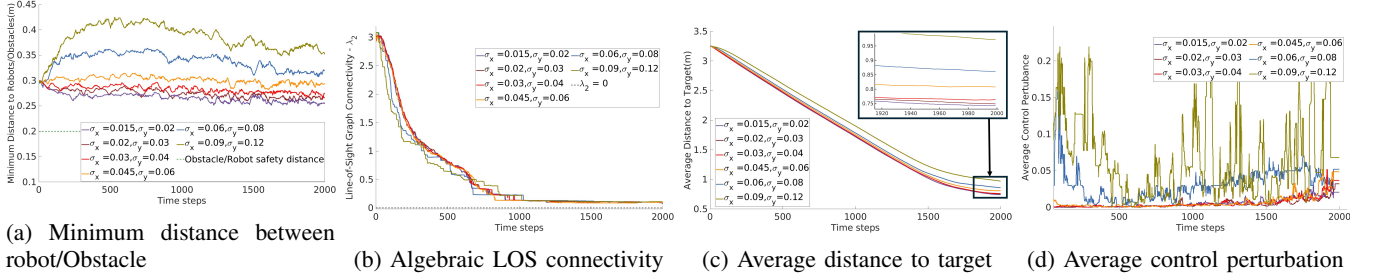 Minimum Distance to Robots/Obstacles(m)
0.45
0.4
0.35
0.3
0.25
0.2
0.15
0.1
σx = 0.015,σy=0.02
σx = 0.02,σy=0.03
σx = 0.03,σy=0.04
σx = 0.045,σy=0.06
σx = 0.06,σy=0.08
σx = 0.09,σy=0.12
Obstacle/Robot safety distance
0 500 1000 1500 2000
Time steps
(a) Minimum distance between
robot/Obstacle
Line-of-Sight Graph Connectivity - λ2
3.5
3
2.5
2
1.5
1
0.5
0
σx = 0.015,σy=0.02
σx = 0.02,σy=0.03
σx = 0.03,σy=0.04
σx = 0.045,σy=0.06
σx = 0.06,σy=0.08
σx = 0.09,σy=0.12
λ2 = 0
0 500 1000 1500 2000
Time steps
(b) Algebraic LOS connectivity
Average Distance to Target(m)
3.5
3
2.5
2
1.5
1
0.5
0.95
0.9
0.85
0.8
0.75
1920 1940 1960 1980 2000
σx = 0.015,σy=0.02
σx = 0.02,σy=0.03
σx = 0.03,σy=0.04
σx = 0.045,σy=0.06
σx = 0.06,σy=0.08
σx = 0.09,σy=0.12
0 500 1000 1500 2000
Time steps
(c) Average distance to target
Average Control Perturbance
0.2
0.15
0.1
0.05
0
σx = 0.015,σy=0.02
σx = 0.02,σy=0.03
σx = 0.03,σy=0.04
σx = 0.045,σy=0.06
σx = 0.06,σy=0.08
σx = 0.09,σy=0.12
500 1000 1500 2000
Time steps
(d) Average control perturbation